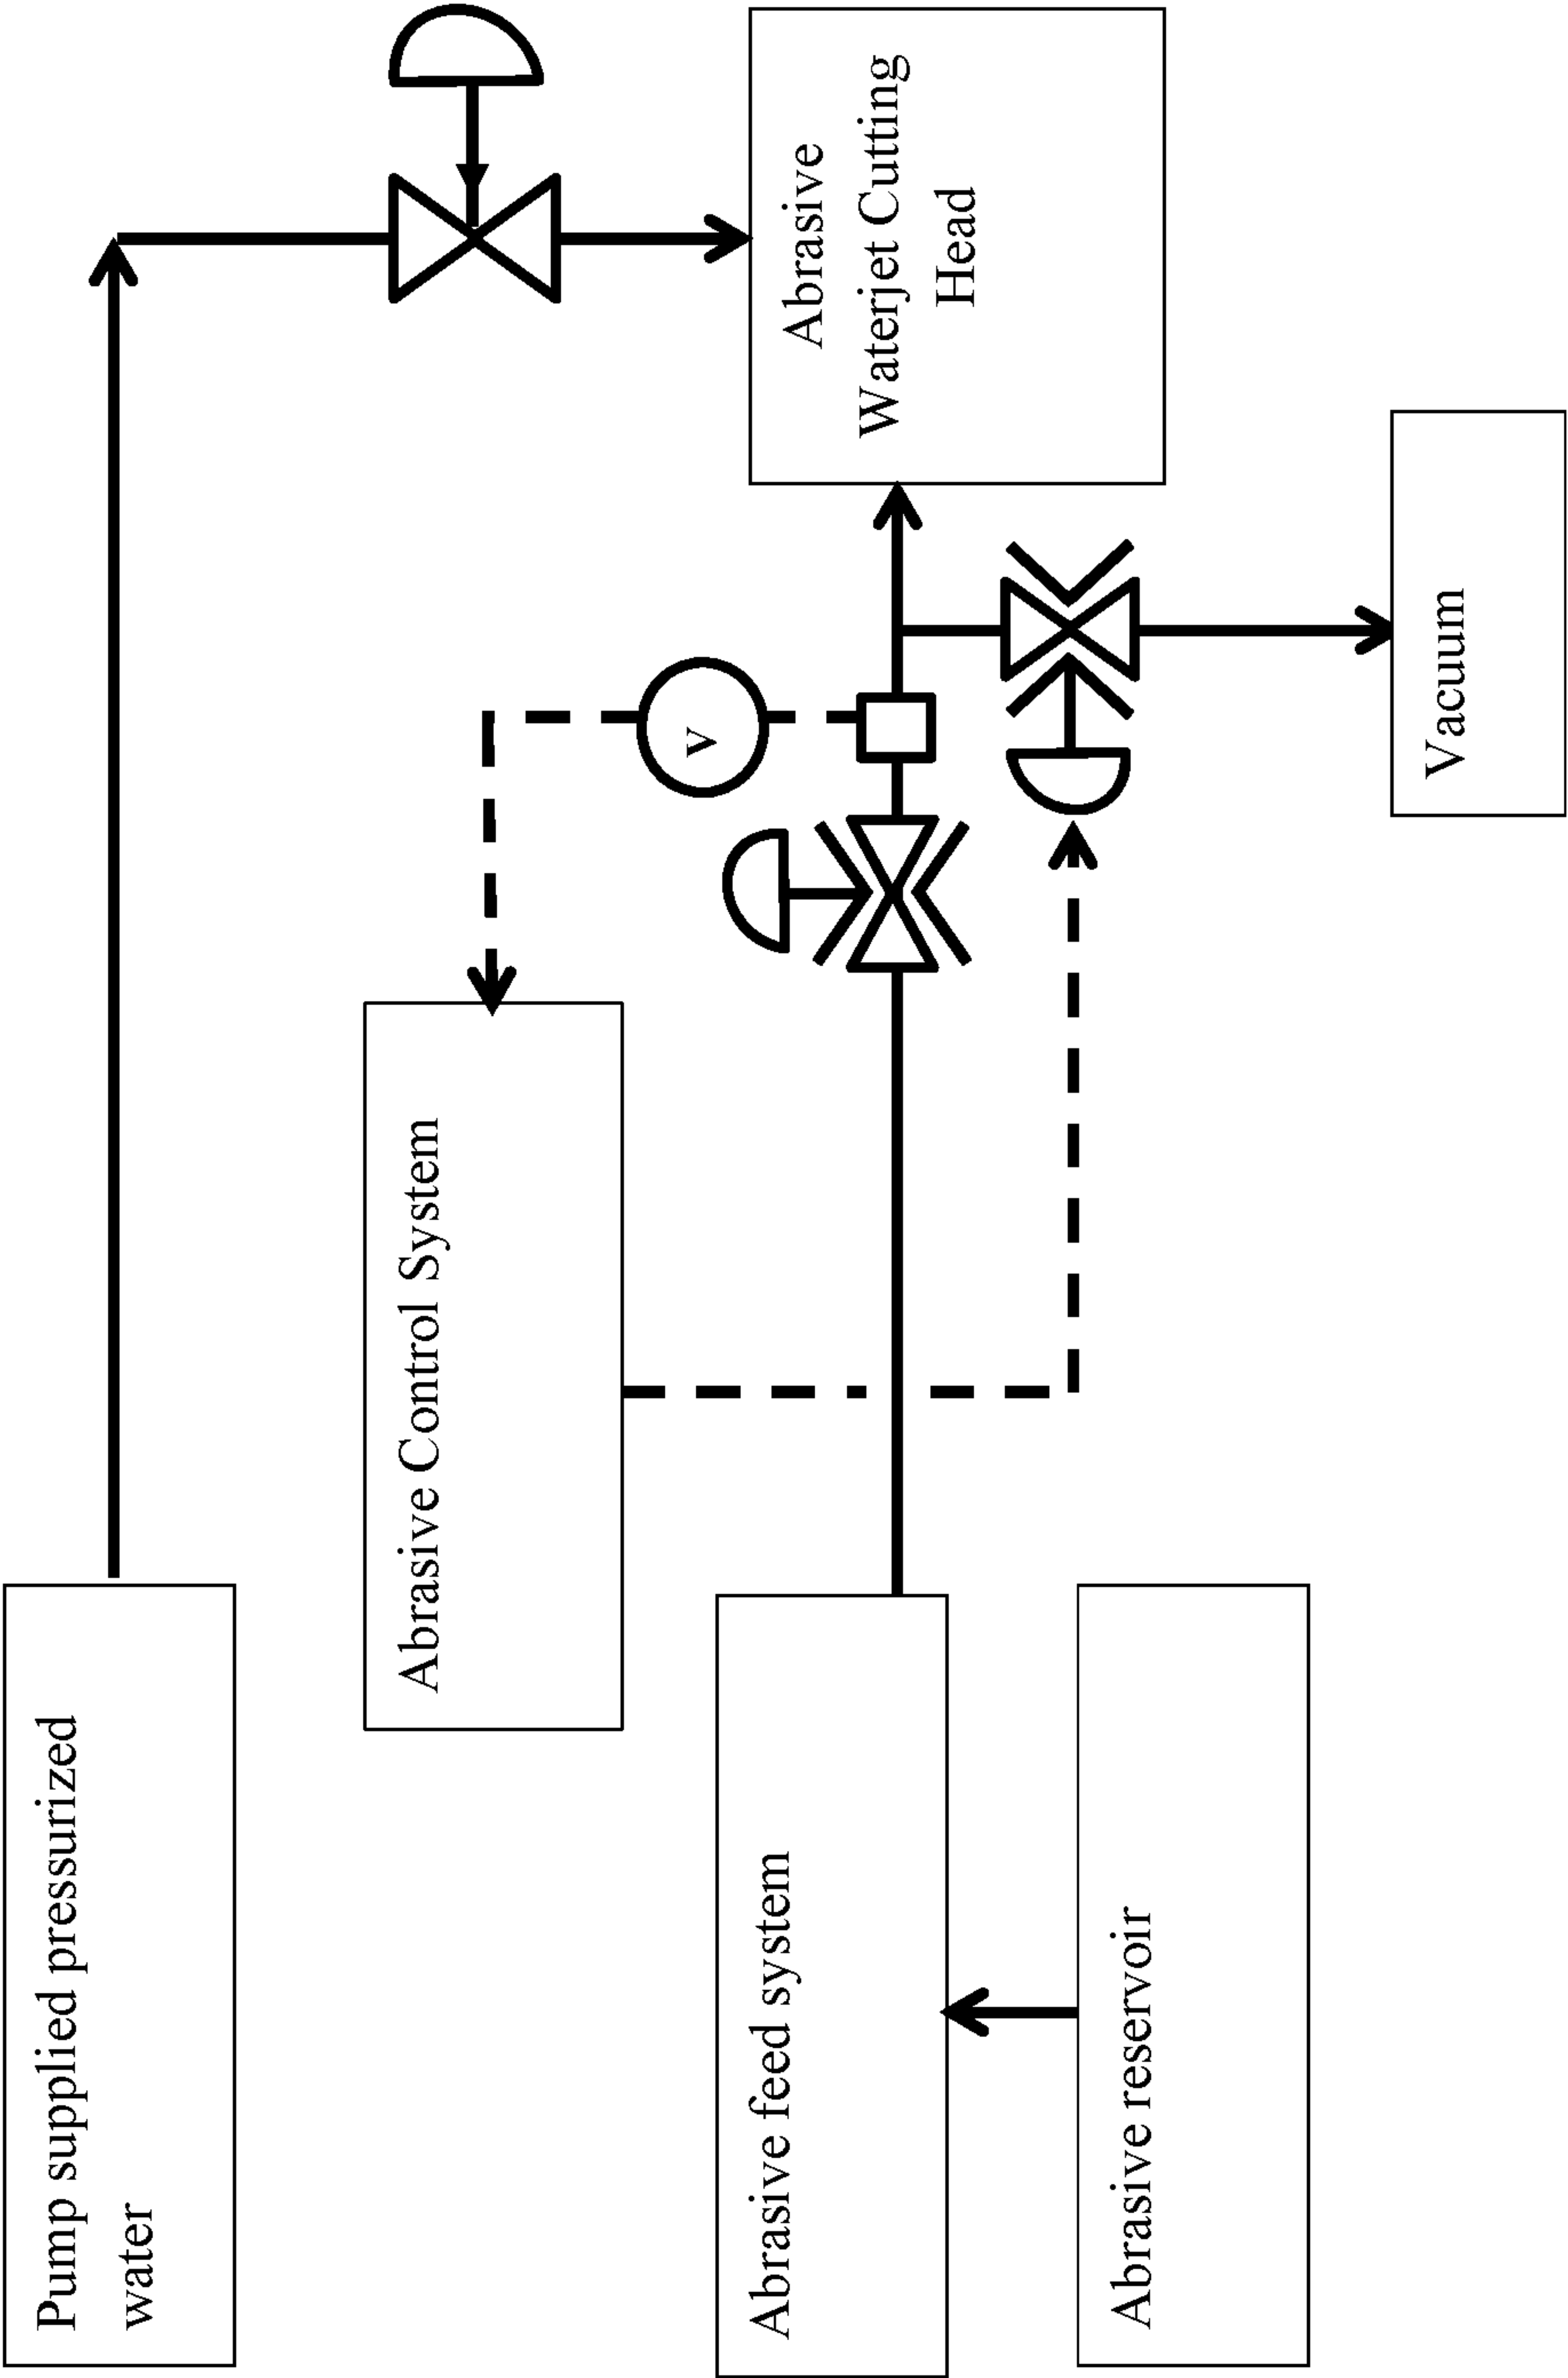 Pump supplied pressurized
water
Abrasive Control System
v
Abrasive
Waterjet Cutting
Head
Abrasive feed system
Abrasive reservoir
Vacuum